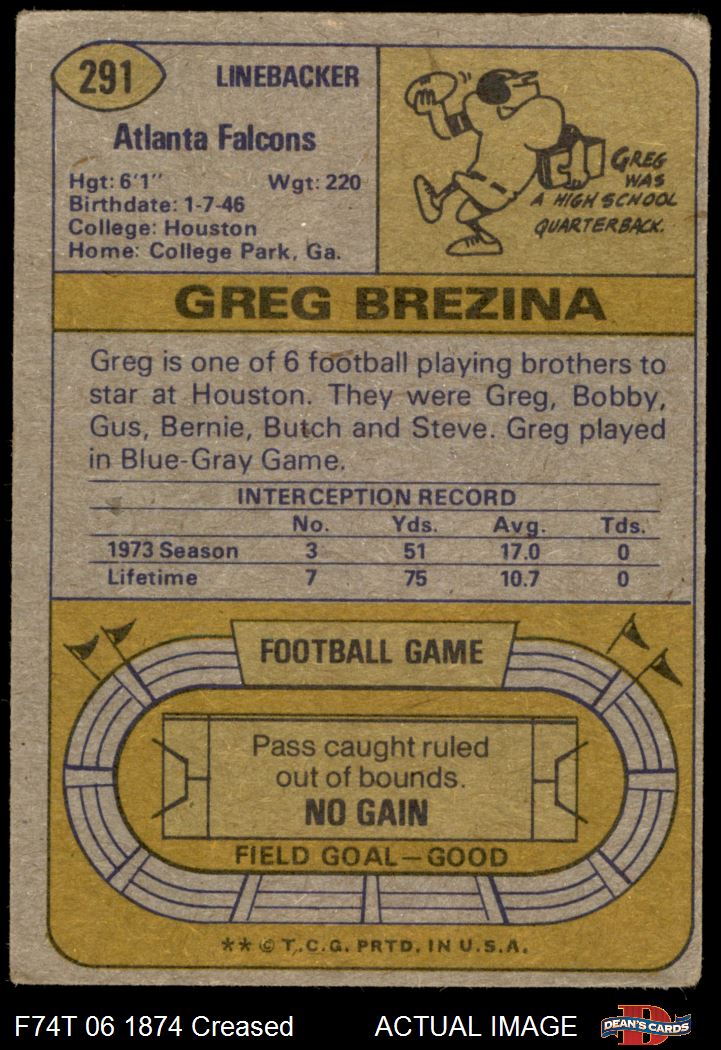 291
LINEBACKER
Atlanta Falcons
Hgt: 6'1" Wgt: 220
Birthdate: 1-7-46
College: Houston
Home: College Park, Ga.
GREG
WAS
A HIGH SCHOOL
QUARTERBACK.
GREG BREZINA
Greg is one of 6 football playing brothers to
star at Houston. They were Greg, Bobby,
Gus, Bernie, Butch and Steve. Greg played
in Blue-Gray Game.
INTERCEPTION RECORD
No. Yds. Avg. Tds.
1973 Season 3 51 17.0 0
Lifetime 7 75 10.7 0
FOOTBALL GAME
Pass caught ruled
out of bounds.
NO GAIN
FIELD GOAL—GOOD
** © T.C.G. PRTD. IN U.S.A.
F74T 06 1874 Creased ACTUAL IMAGE
D
DEAN'S CARDS